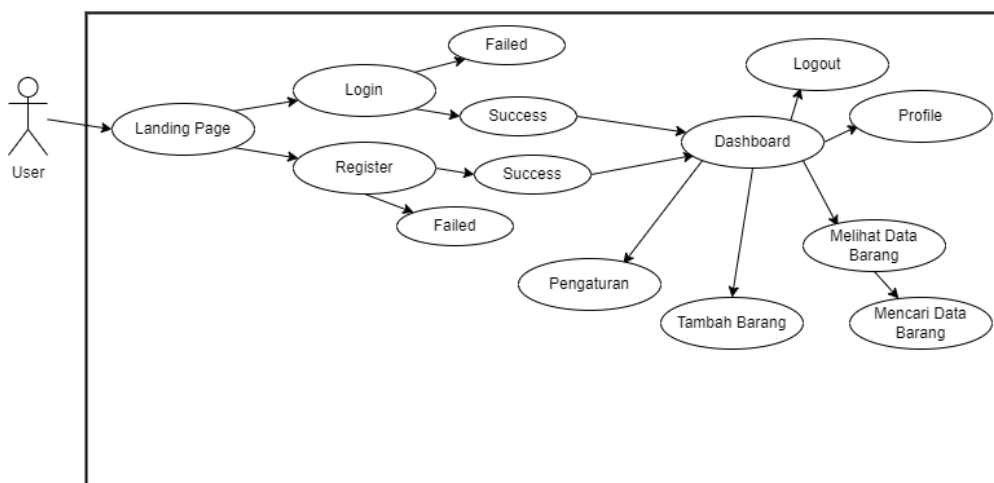 User
Landing Page
Login
Failed
Success
Register
Success
Failed
Dashboard
Logout
Profile
Melihat Data
Barang
Mencari Data
Barang
Tambah Barang
Pengaturan